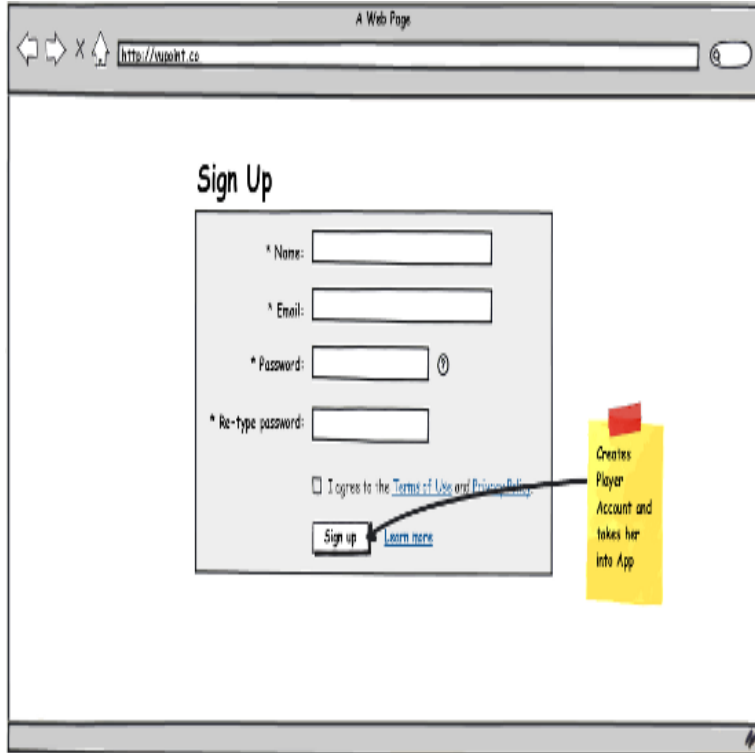 A Web Page
http://vupoint.co
Sign Up
* Name:
* Email:
* Password: ?
* Re-type password:
I agree to the Terms of Use and Privacy Policy.
Sign up Learn more
Creates
Player
Account and
takes her
into App